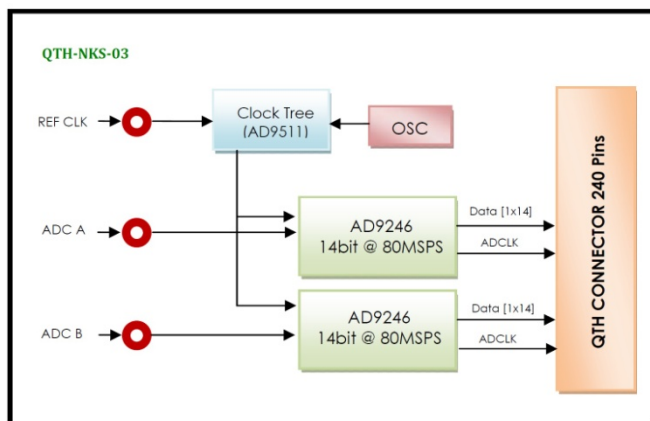 QTH-NKS-03
REF CLK
Clock Tree
(AD9511)
OSC
ADC A
AD9246
14bit @ 80MSPS
Data [1x14]
ADCLK
ADC B
AD9246
14bit @ 80MSPS
Data [1x14]
ADCLK
QTH CONNECTOR 240 Pins